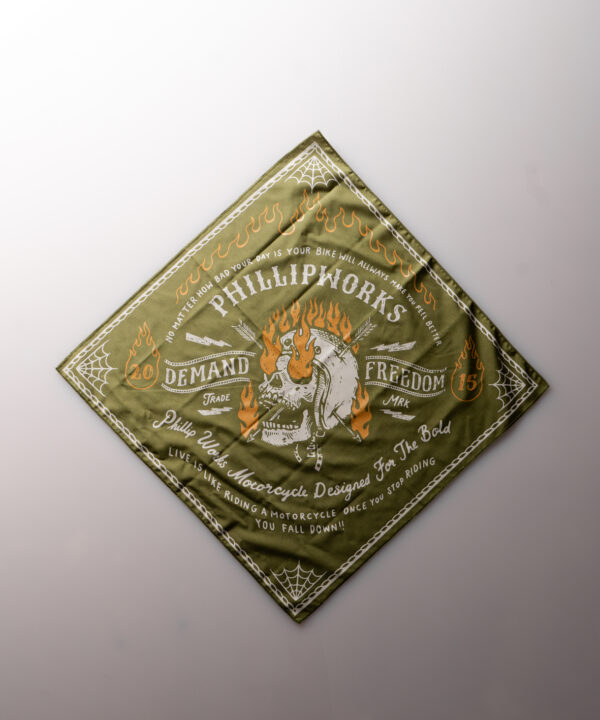 NO MATTER HOW BAD YOUR DAY IS YOUR BIKE WILL ALLWAYS MAKE YOU FEEL BETTER
PHILLIPWORKS
20
DEMAND FREEDOM
15
TRADE MRK
Phillip Works Motorcycle Designed For The Bold
LIVE IS LIKE RIDING A MOTORCYCLE ONCE YOU STOP RIDING
YOU FALL DOWN!!